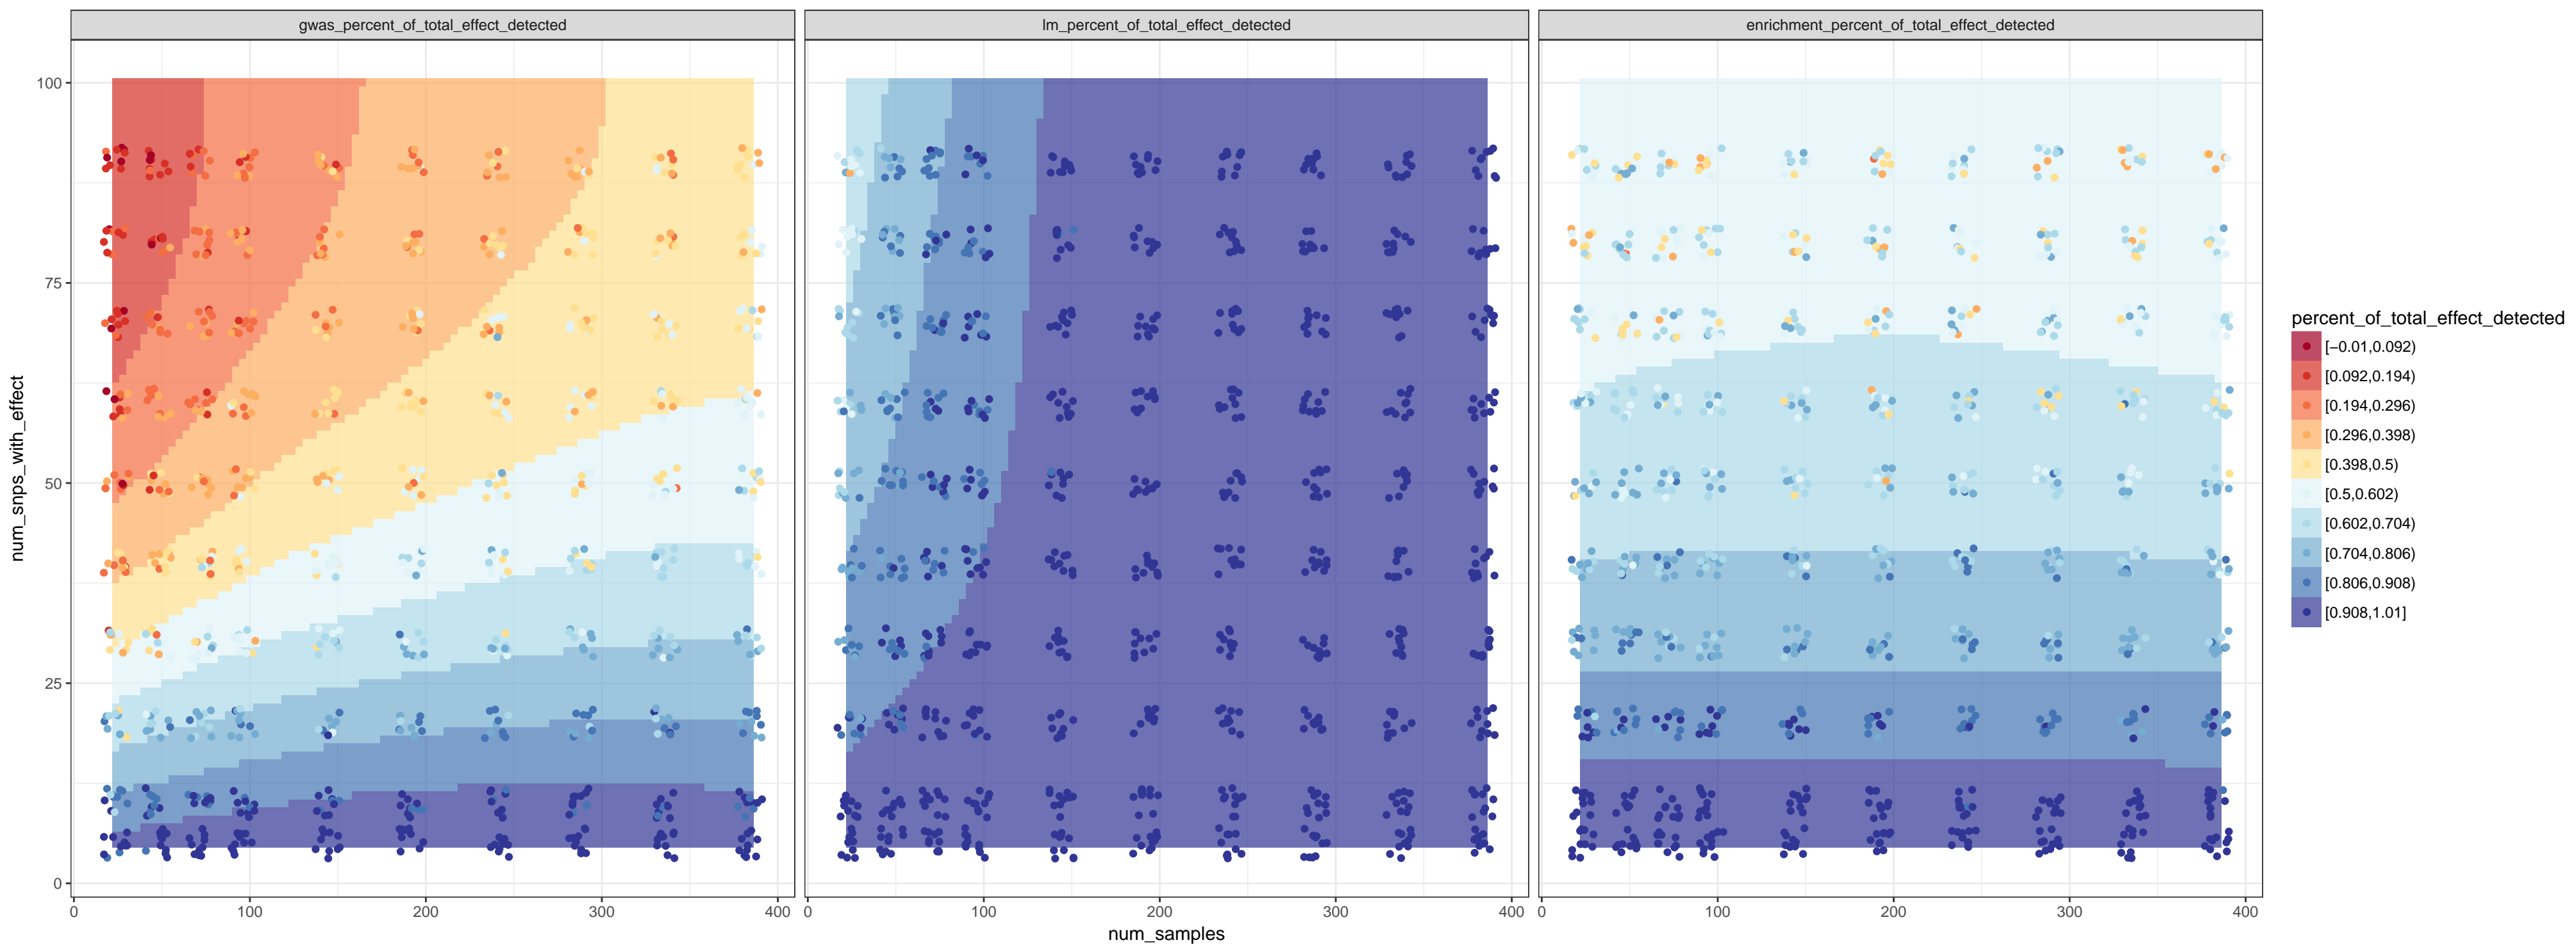 gwas_percent_of_total_effect_detected
lm_percent_of_total_effect_detected
enrichment_percent_of_total_effect_detected
100
75
50
25
0
num_snps_with_effect
0 100 200 300 400
0 100 200 300 400
0 100 200 300 400
num_samples
percent_of_total_effect_detected
[−0.01,0.092)
[0.092,0.194)
[0.194,0.296)
[0.296,0.398)
[0.398,0.5)
[0.5,0.602)
[0.602,0.704)
[0.704,0.806)
[0.806,0.908)
[0.908,1.01]